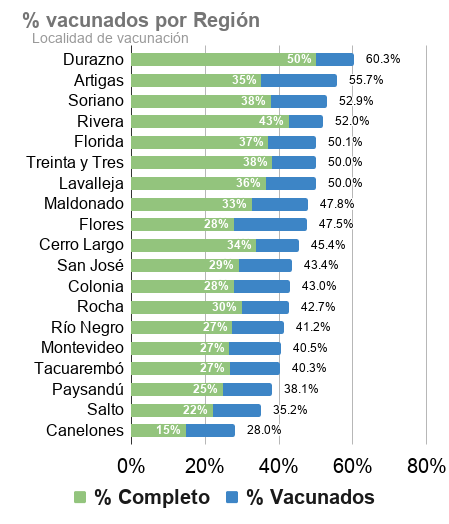 % vacunados por Región
Localidad de vacunación
Durazno 50% 60.3%
Artigas 35% 55.7%
Soriano 38% 52.9%
Rivera 43% 52.0%
Florida 37% 50.1%
Treinta y Tres 38% 50.0%
Lavalleja 36% 50.0%
Maldonado 33% 47.8%
Flores 28% 47.5%
Cerro Largo 34% 45.4%
San José 29% 43.4%
Colonia 28% 43.0%
Rocha 30% 42.7%
Río Negro 27% 41.2%
Montevideo 27% 40.5%
Tacuarembó 27% 40.3%
Paysandú 25% 38.1%
Salto 22% 35.2%
Canelones 15% 28.0%
0% 20% 40% 60% 80%
% Completo % Vacunados